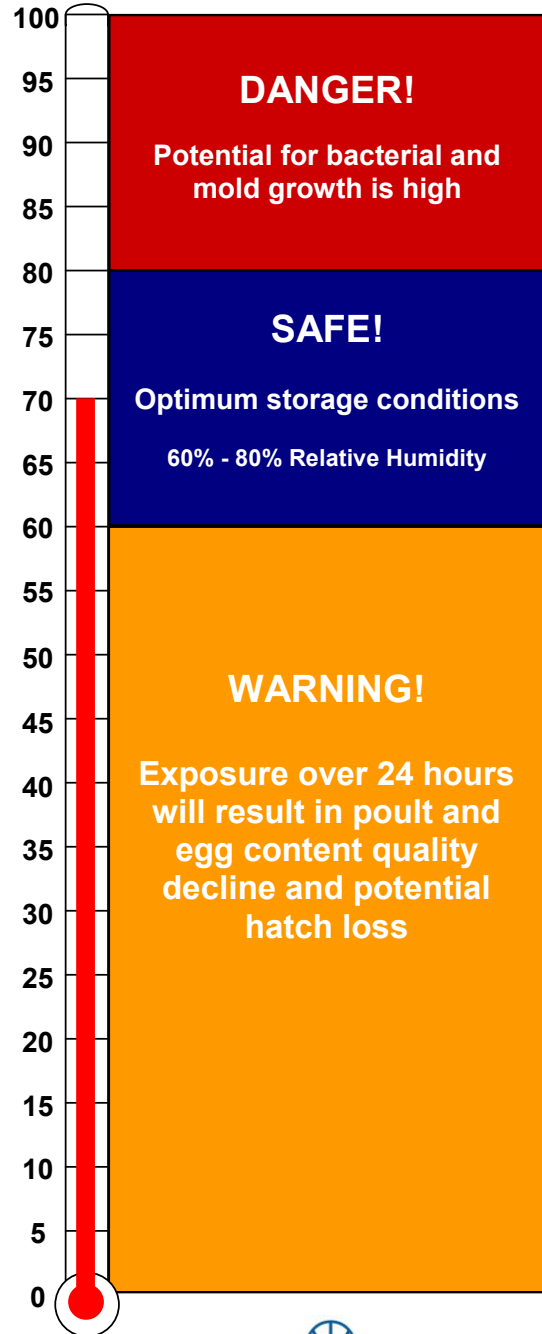 100
95
90
85
80
75
70
65
60
55
50
45
40
35
30
25
20
15
10
5
0
DANGER!
Potential for bacterial and
mold growth is high
SAFE!
Optimum storage conditions
60% - 80% Relative Humidity
WARNING!
Exposure over 24 hours
will result in poult and
egg content quality
decline and potential
hatch loss